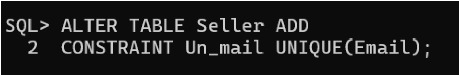 SQL> ALTER TABLE Seller ADD
2 CONSTRAINT Un_mail UNIQUE(Email);